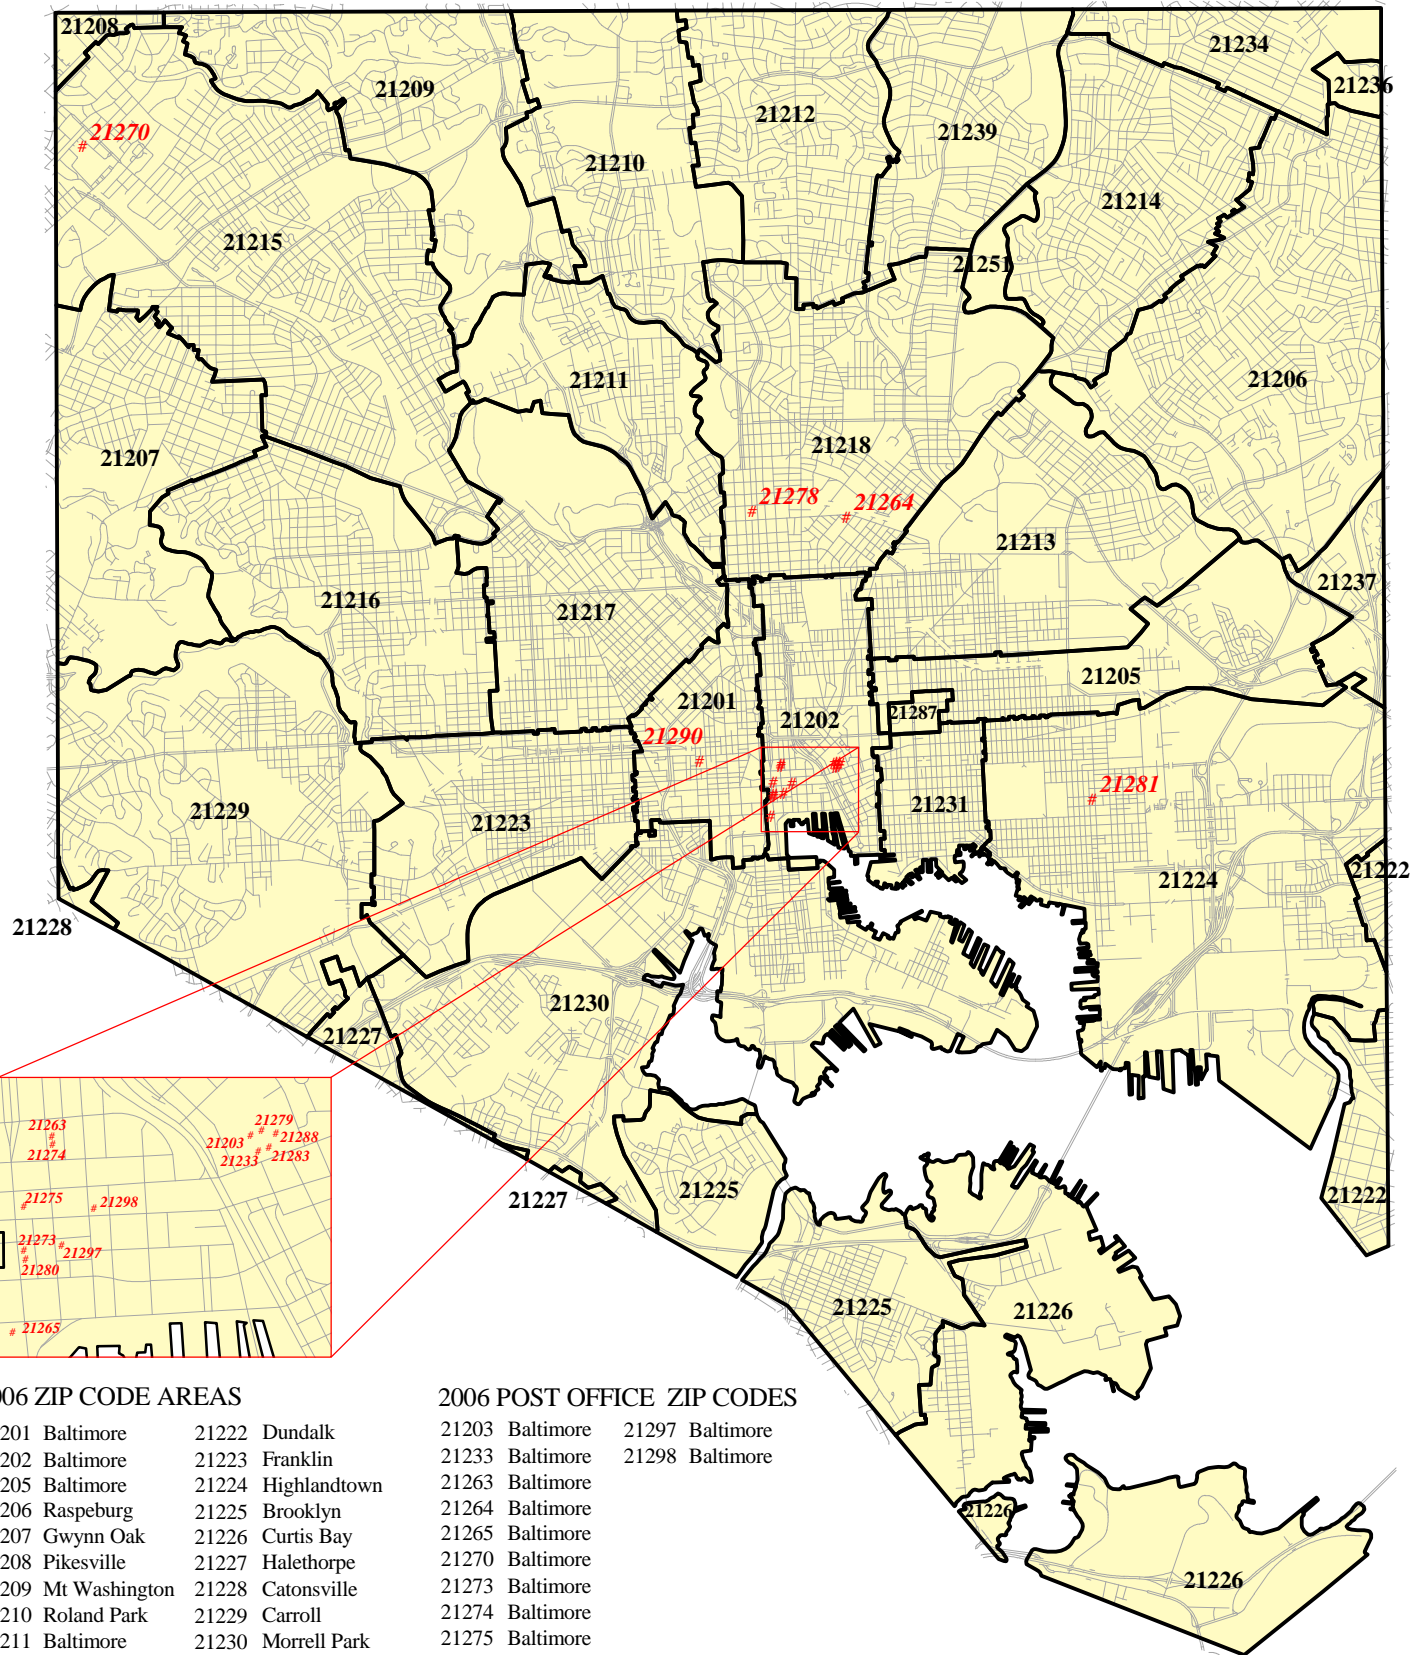 21208
21234
21236
21209
21212
21239
21270
#
21210
21214
21215
21251
21211
21206
21218
21207
21278
#
21264
#
21213
21237
21216
21217
21205
21201
21202
21287
21290
#
21281
#
21229
21223
21231
21224
21222
21228
21230
21227
21263
#
#
21274
21279
21203 # # # 21288
21233 # # 21283
21275
#
21298
#
21273
#
#
21280
21297
#
# 21265
21225
21227
21222
21225
21226
21226
21226
006 ZIP CODE AREAS
201 Baltimore 21222 Dundalk
202 Baltimore 21223 Franklin
205 Baltimore 21224 Highlandtown
206 Raspeburg 21225 Brooklyn
207 Gwynn Oak 21226 Curtis Bay
208 Pikesville 21227 Halethorpe
209 Mt Washington 21228 Catonsville
210 Roland Park 21229 Carroll
211 Baltimore 21230 Morrell Park
2006 POST OFFICE ZIP CODES
21203 Baltimore 21297 Baltimore
21233 Baltimore 21298 Baltimore
21263 Baltimore
21264 Baltimore
21265 Baltimore
21270 Baltimore
21273 Baltimore
21274 Baltimore
21275 Baltimore